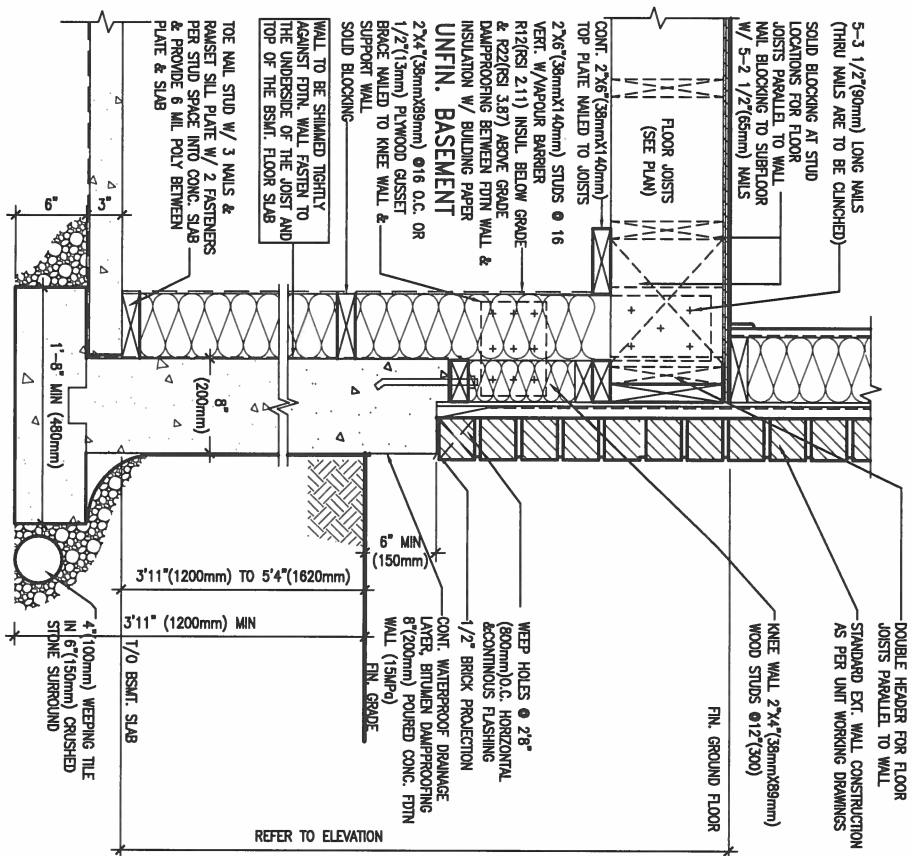 5-3 1/2"(90mm) LONG NAILS
(THRU NAILS ARE TO BE CLINCHED)
SOLID BLOCKING AT STUD
LOCATIONS FOR FLOOR
JOISTS PARALLEL TO WALL
NAIL BLOCKING TO SUBFLOOR
W/ 5-2 1/2"(65mm) NAILS
FLOOR JOISTS
(SEE PLAN)
CONT. 2"X6"(38mmX140mm)
TOP PLATE NAILED TO JOISTS
2"X6"(38mmX140mm) STUDS @ 16
VERT. W/VAPOUR BARRIER
R12(RSI 2.11) INSUL. BELOW GRADE
& R22(RSI 3.87) ABOVE GRADE
DAMPROOFING BETWEEN FDTN WALL &
INSULATION W/ BUILDING PAPER
UNFIN. BASEMENT
2"X4"(38mmX89mm) @16 O.C. OR
1/2"(13mm) PLYWOOD GUSSET
BRACE NAILED TO KNEE WALL &
SUPPORT WALL
SOLID BLOCKING
WALL TO BE SHIMMED TIGHTLY
AGAINST FDTN. WALL FASTEN TO
THE UNDERSIDE OF THE JOIST AND
TOP OF THE BSMT. FLOOR SLAB
TOE NAIL STUD W/ 3 NAILS &
RAMSET SILL PLATE W/ 2 FASTENERS
PER STUD SPACE INTO CONC. SLAB
& PROVIDE 6 MIL POLY BETWEEN
PLATE & SLAB
6"
3"
1'-8" MIN (480mm)
8"
(200mm)
DOUBLE HEADER FOR FLOOR
JOISTS PARALLEL TO WALL
STANDARD EXT. WALL CONSTRUCTION
AS PER UNIT WORKING DRAWINGS
KNEE WALL 2"X4"(38mmX89mm)
WOOD STUDS @12"(300)
FIN. GROUND FLOOR
WEEP HOLES @ 2'8"
(800mm)O.C. HORIZONTAL
&CONTINOUS FLASHING
1/2" BRICK PROJECTION
6" MIN
(150mm)
CONT. WATERPROOF DRAINAGE
LAYER, BITUMEN DAMPPROOFING
8"(200mm) POURED CONC. FDTN
WALL (15MPa)
FIN. GRADE
3'11"(1200mm) TO 5'4"(1620mm)
3'11" (1200mm) MIN
T/O BSMT. SLAB
4"(100mm) WEEPING TILE
IN 6"(150mm) CRUSHED
STONE SURROUND
REFER TO ELEVATION